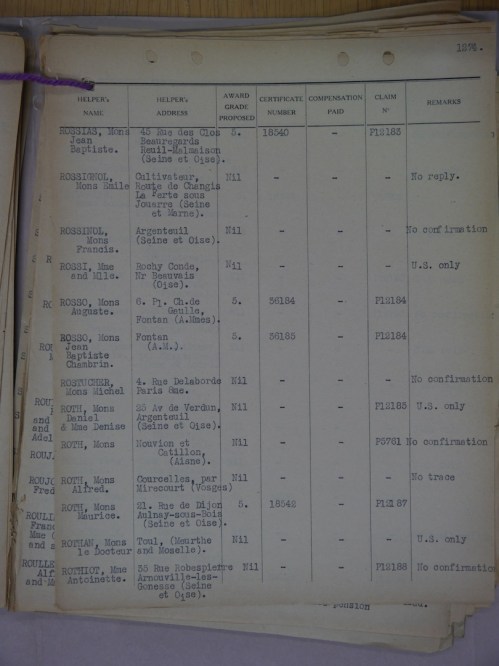 1276.
HELPER's NAME HELPER's ADDRESS AWARD GRADE PROPOSED CERTIFICATE NUMBER COMPENSATION PAID CLAIM No REMARKS
ROSSIAS, Mons 45 Rue des Clos 5. 18540 - F12183
Jean Beauregards
Baptiste. Reuil-Malmaison
(Seine et Oise).
ROSSIGNOL, Cultivateur, Nil - - - No reply.
Mons Emile Route de Changis
La Ferte sous
Jouarre (Seine
et Marne).
ROSSINOL, Argenteuil Nil - - - No confirmation
Mons (Seine et Oise).
Francis.
ROSSI, Mme Rochy Conde, Nil - - - U.S. only
and Mlle. Nr Beauvais
(Oise).
ROSSO, Mons 6. Pl. Ch.de 5. 56184 - F12184
Auguste. Gaulle,
Fontan (A.Mmes).
ROSSO, Mons Fontan 5. 56185 - F12184
Jean (A.M.).
Baptiste
Chambrin.
ROSTUCHER, 4. Rue Delaborde Nil - - - No confirmation
Mons Michel Paris 8me.
ROTH, Mons 25 Av de Verdun, Nil - - F12185 U.S. only
Daniel Argenteuil
& Mme Denise (Seine et Oise).
ROTH, Mons Nouvion et Nil - - F3761 No confirmation
Catillon,
(Aisne).
ROTH, Mons Courcelles, par Nil - - - No trace
Alfred. Mirecourt (Vosges)
ROTH, Mons 21. Rue de Dijon 5. 18542 - F12187
Maurice. Aulnay-sous-Bois
(Seine et Oise).
ROTHAN, Mons Toul, (Meurthe Nil - - - U.S. only
le Docteur and Moselle).
ROTHIOT, Mme 35 Rue Robespierre Nil - - F12188 No confirmation
Antoinette. Arnouville-les-
Gonesse (Seine
et Oise).
Pension